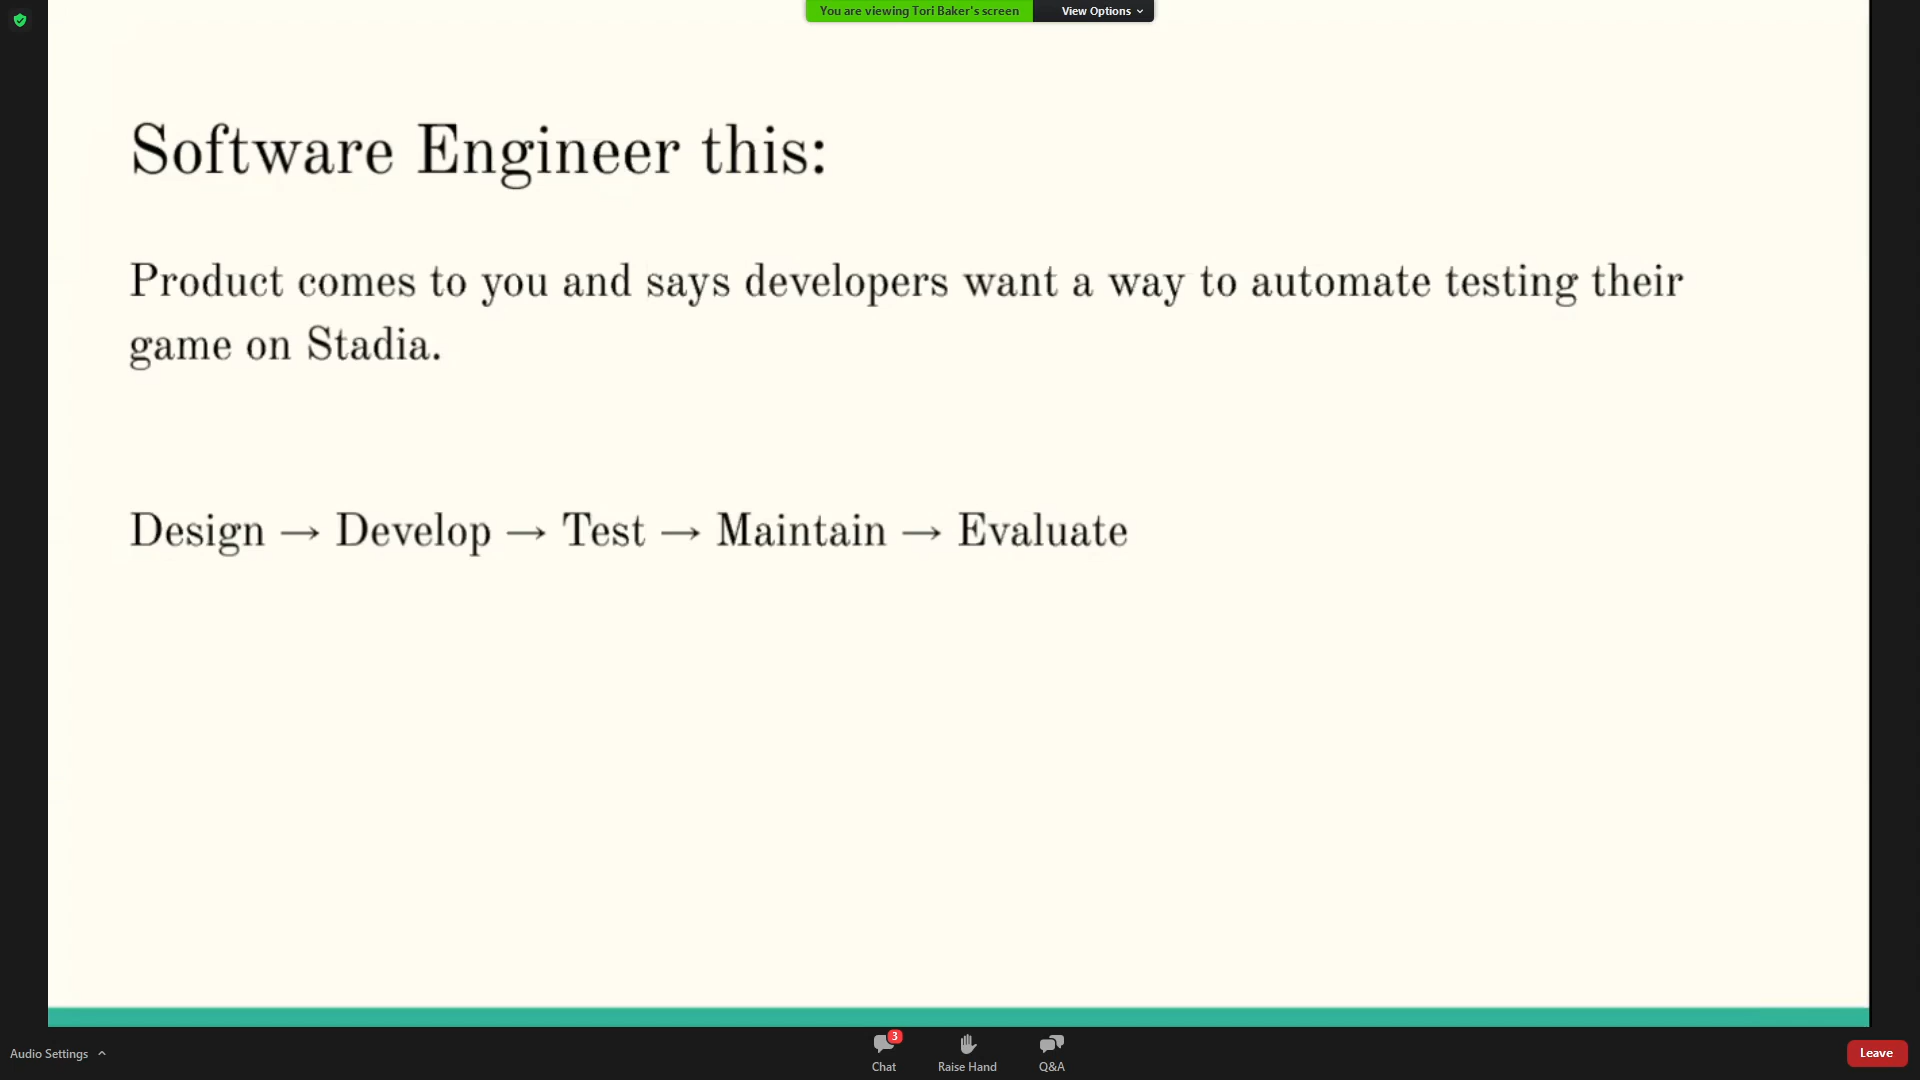 You are viewing Tori Baker's screen
View Options
Software Engineer this:
Product comes to you and says developers want a way to automate testing their
game on Stadia.
Design → Develop → Test → Maintain → Evaluate
Audio Settings
3
Chat
Raise Hand
Q&A
Leave